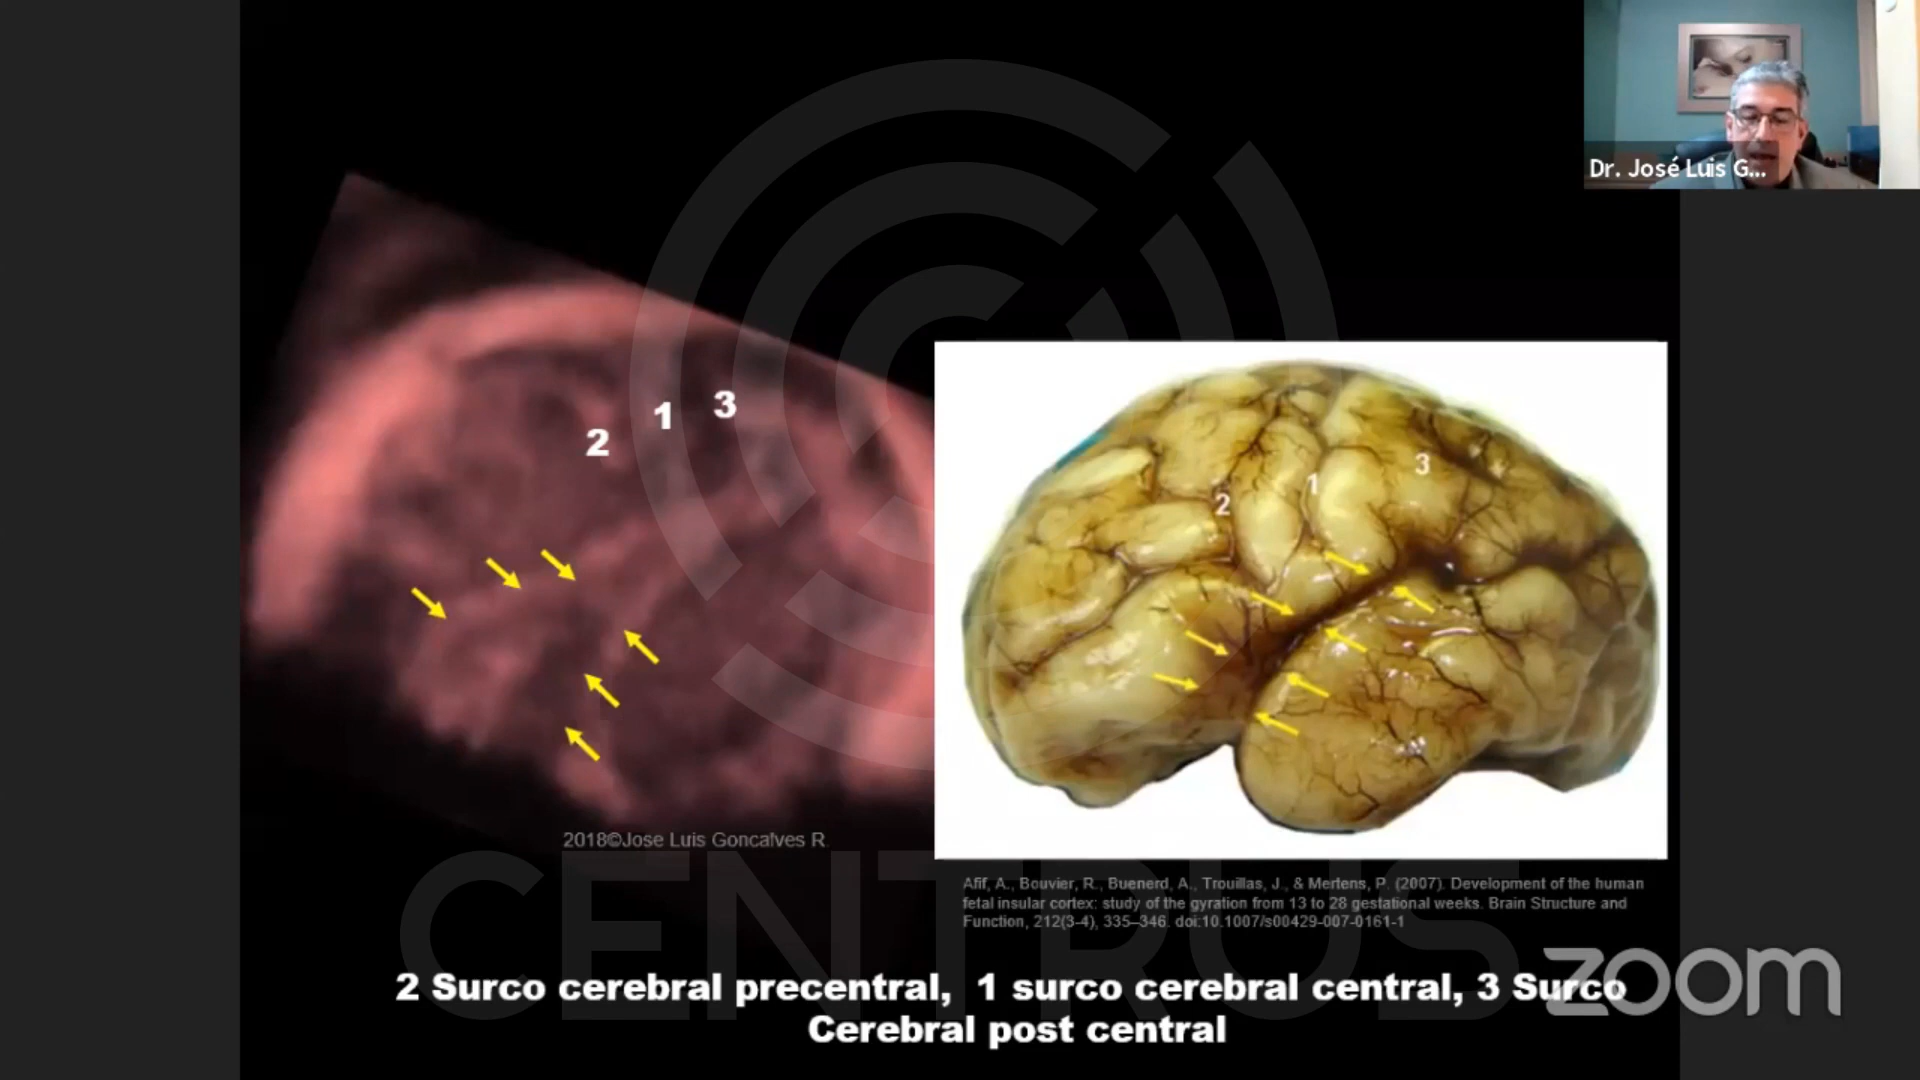 Dr. José Luis G...
1
3
2
3
1
2
2018©Jose Luis Goncalves R.
Afif, A., Bouvier, R., Buenerd, A., Trouillas, J., & Mertens, P. (2007). Development of the human
fetal insular cortex: study of the gyration from 13 to 28 gestational weeks. Brain Structure and
Function, 212(3-4), 335–346. doi:10.1007/s00429-007-0161-1
CENTRUS
zoom
2 Surco cerebral precentral, 1 surco cerebral central, 3 Surco
Cerebral post central